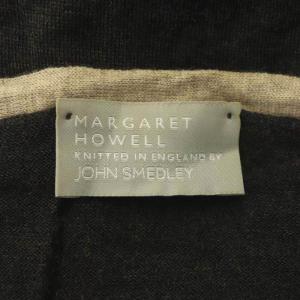 MARGARET
HOWELL
KNITTED IN ENGLAND BY
JOHN SMEDLEY